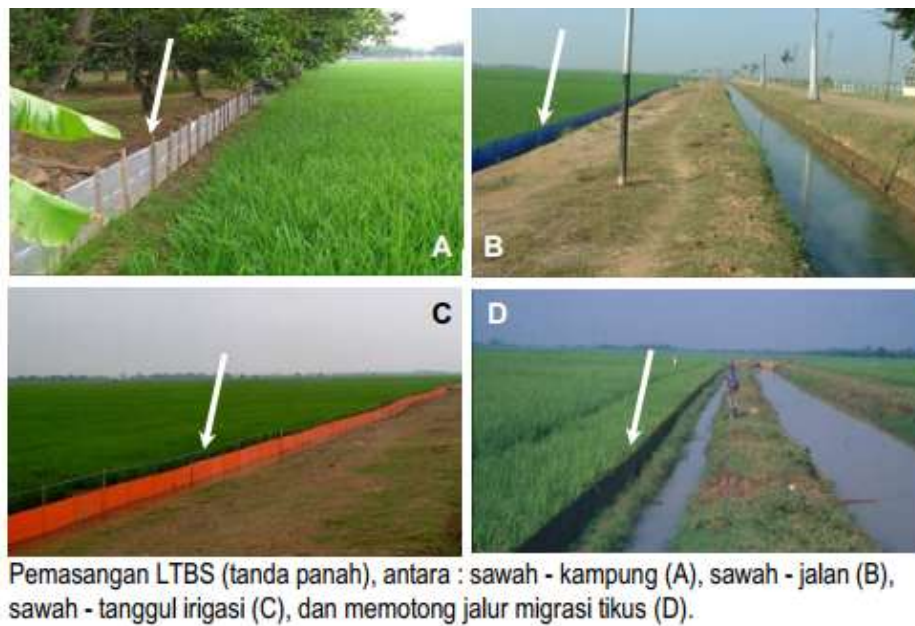 A
B
C
D
Pemasangan LTBS (tanda panah), antara : sawah - kampung (A), sawah - jalan (B),
sawah - tanggul irigasi (C), dan memotong jalur migrasi tikus (D).